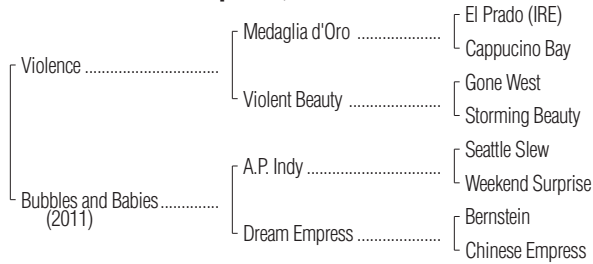 El Prado (IRE)
Medaglia d'Oro ..................
Cappucino Bay
Violence .............................
Gone West
Violent Beauty ....................
Storming Beauty
Seattle Slew
A.P. Indy .............................
Weekend Surprise
Bubbles and Babies .............
(2011)
Bernstein
Dream Empress ..................
Chinese Empress